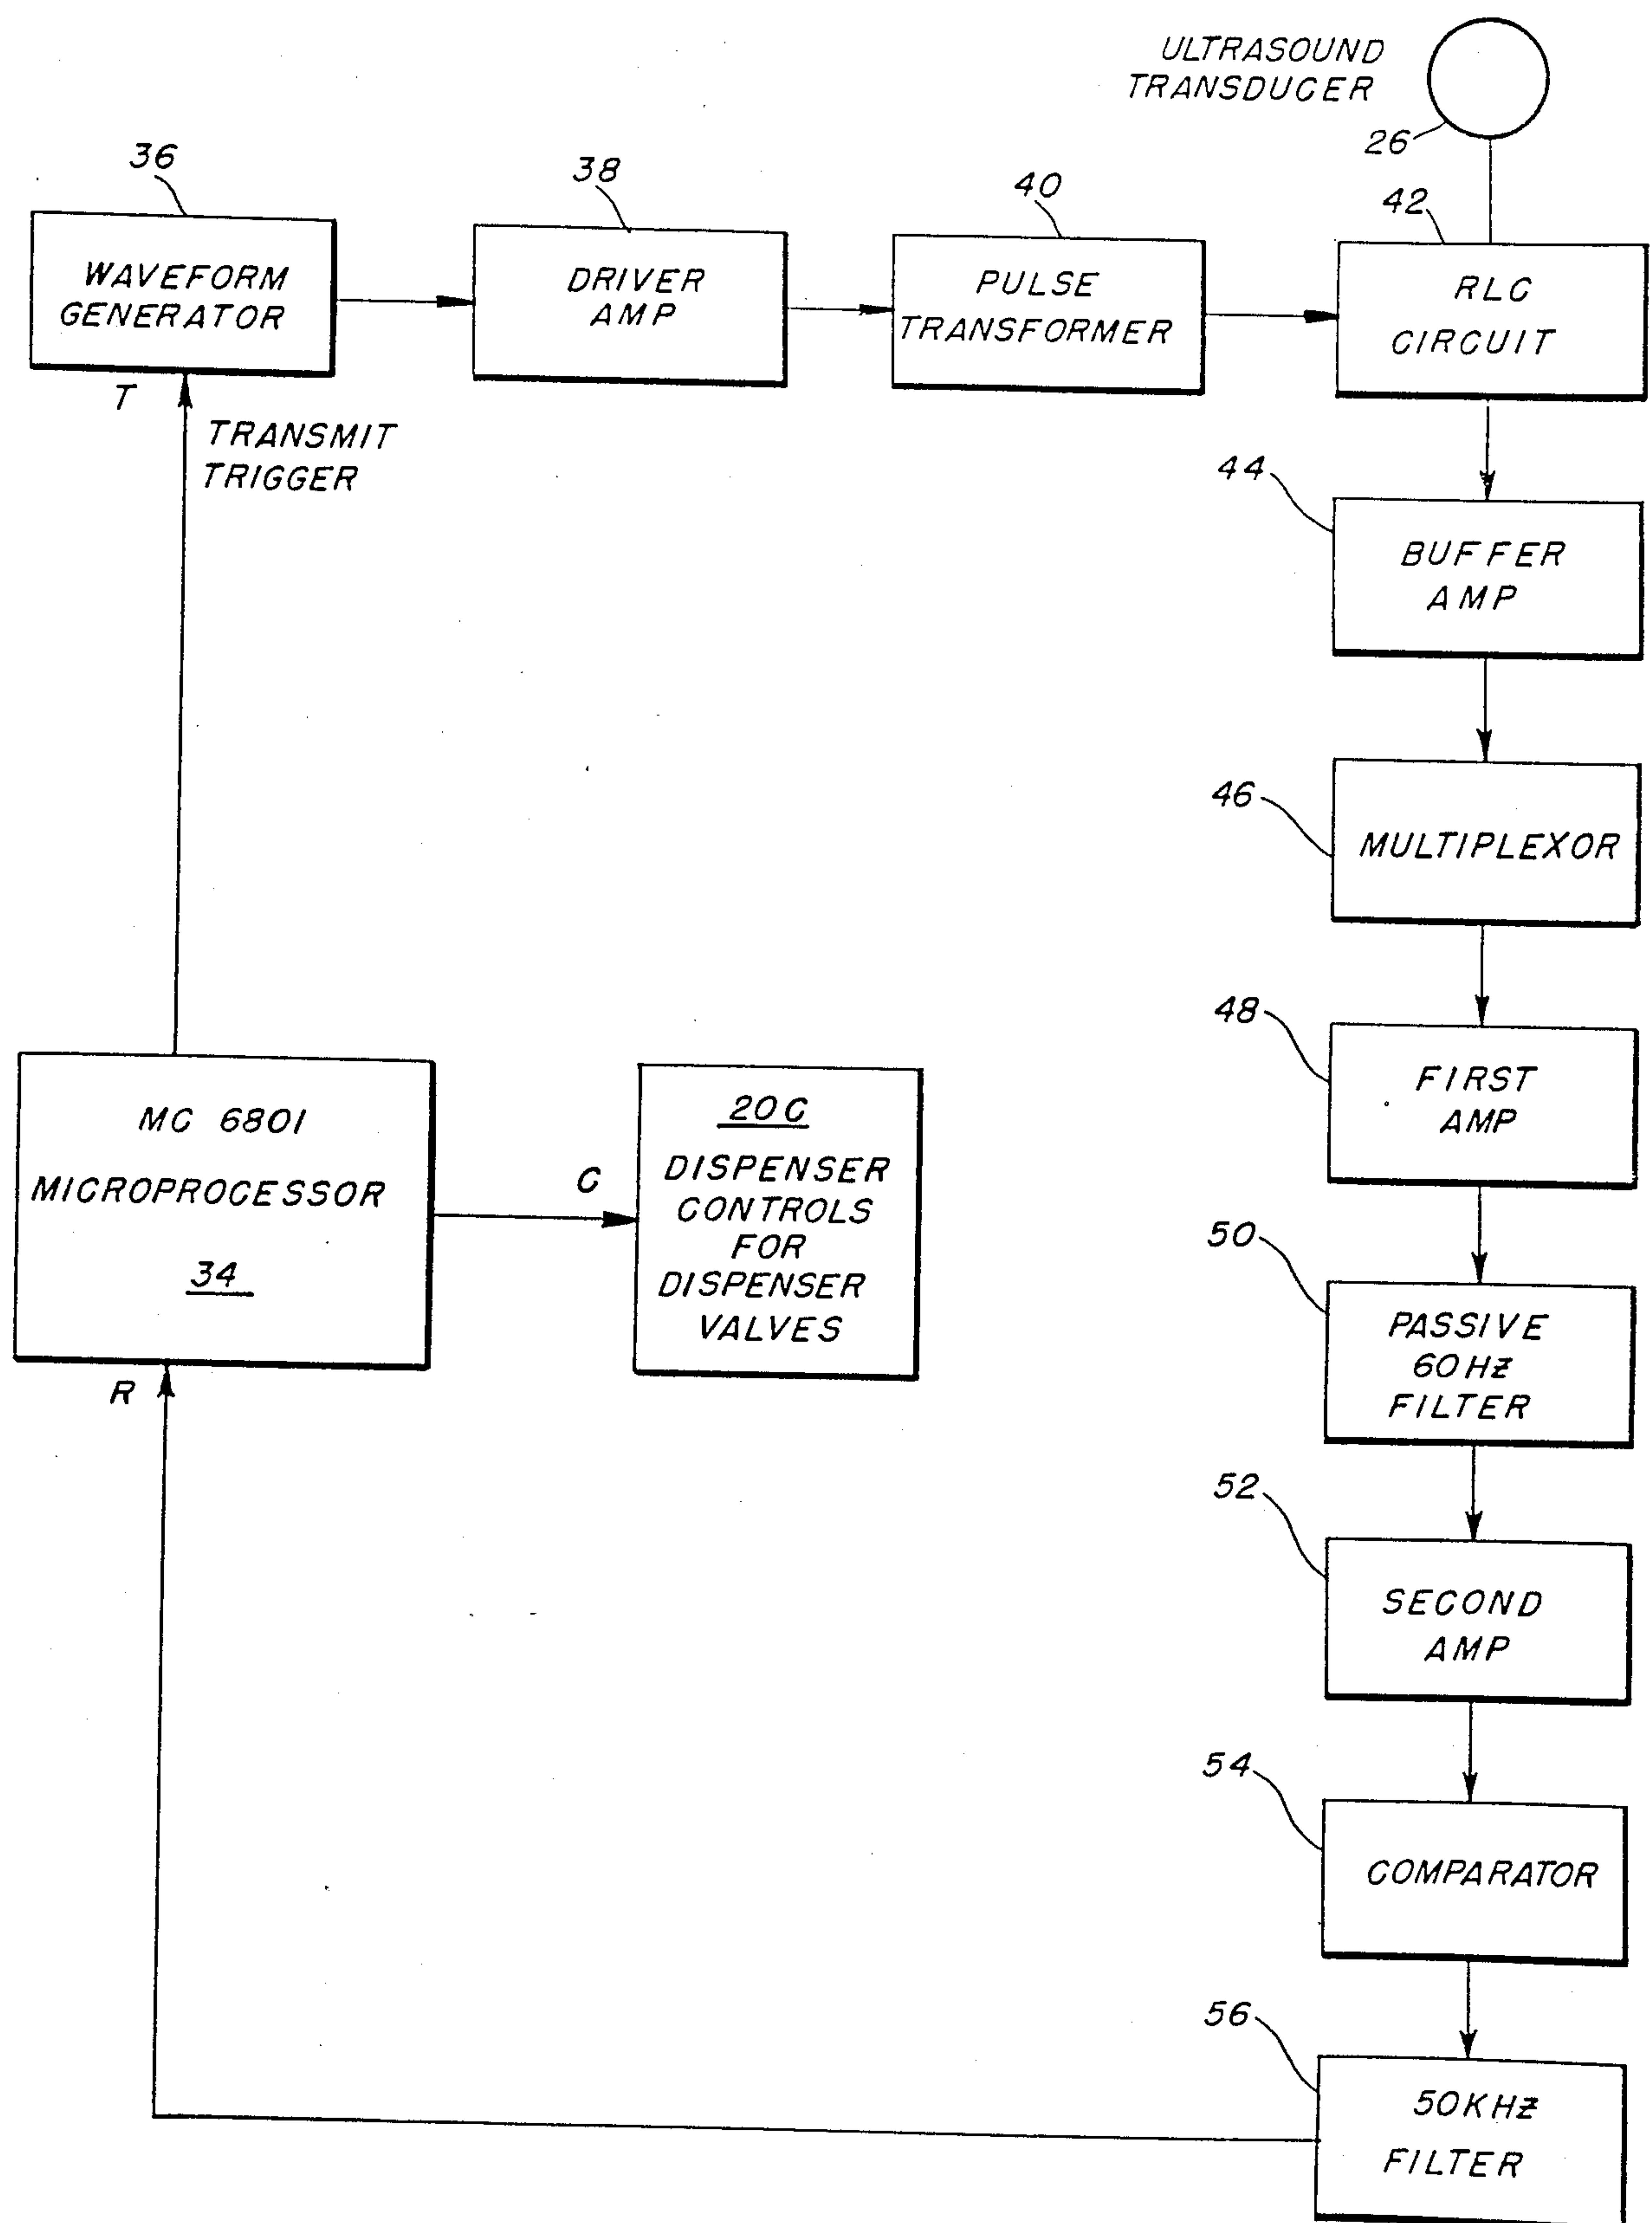 ULTRASOUND
TRANSDUCER
26
36
38
40
42
WAVEFORM
GENERATOR
DRIVER
AMP
PULSE
TRANSFORMER
RLC
CIRCUIT
T
TRANSMIT
TRIGGER
44
BUFFER
AMP
46
MULTIPLEXOR
48
FIRST
AMP
MC 6801
MICROPROCESSOR
34
C
20C
DISPENSER
CONTROLS
FOR
DISPENSER
VALVES
R
50
PASSIVE
60HZ
FILTER
52
SECOND
AMP
54
COMPARATOR
56
50KHZ
FILTER